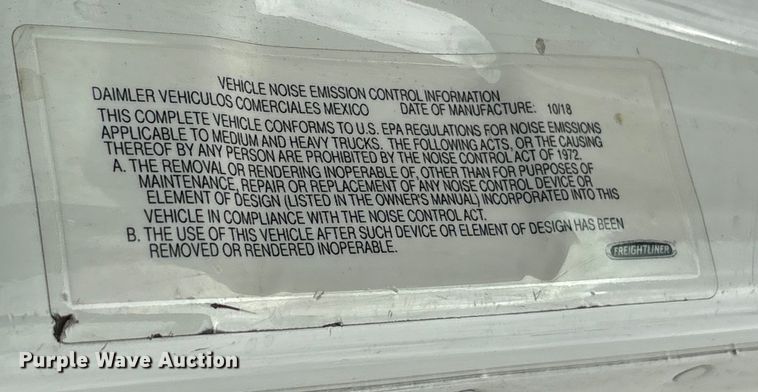 VEHICLE NOISE EMISSION CONTROL INFORMATION
DAIMLER VEHICULOS COMERCIALES MEXICO DATE OF MANUFACTURE: 10/18
THIS COMPLETE VEHICLE CONFORMS TO U.S. EPA REGULATIONS FOR NOISE EMISSIONS
APPLICABLE TO MEDIUM AND HEAVY TRUCKS. THE FOLLOWING ACTS, OR THE CAUSING
THEREOF BY ANY PERSON ARE PROHIBITED BY THE NOISE CONTROL ACT OF 1972.
A. THE REMOVAL OR RENDERING INOPERABLE OF, OTHER THAN FOR PURPOSES OF
MAINTENANCE, REPAIR OR REPLACEMENT OF ANY NOISE CONTROL DEVICE OR
ELEMENT OF DESIGN (LISTED IN THE OWNER'S MANUAL) INCORPORATED INTO THIS
VEHICLE IN COMPLIANCE WITH THE NOISE CONTROL ACT.
B. THE USE OF THIS VEHICLE AFTER SUCH DEVICE OR ELEMENT OF DESIGN HAS BEEN
REMOVED OR RENDERED INOPERABLE.
FREIGHTLINER
Purple Wave Auction